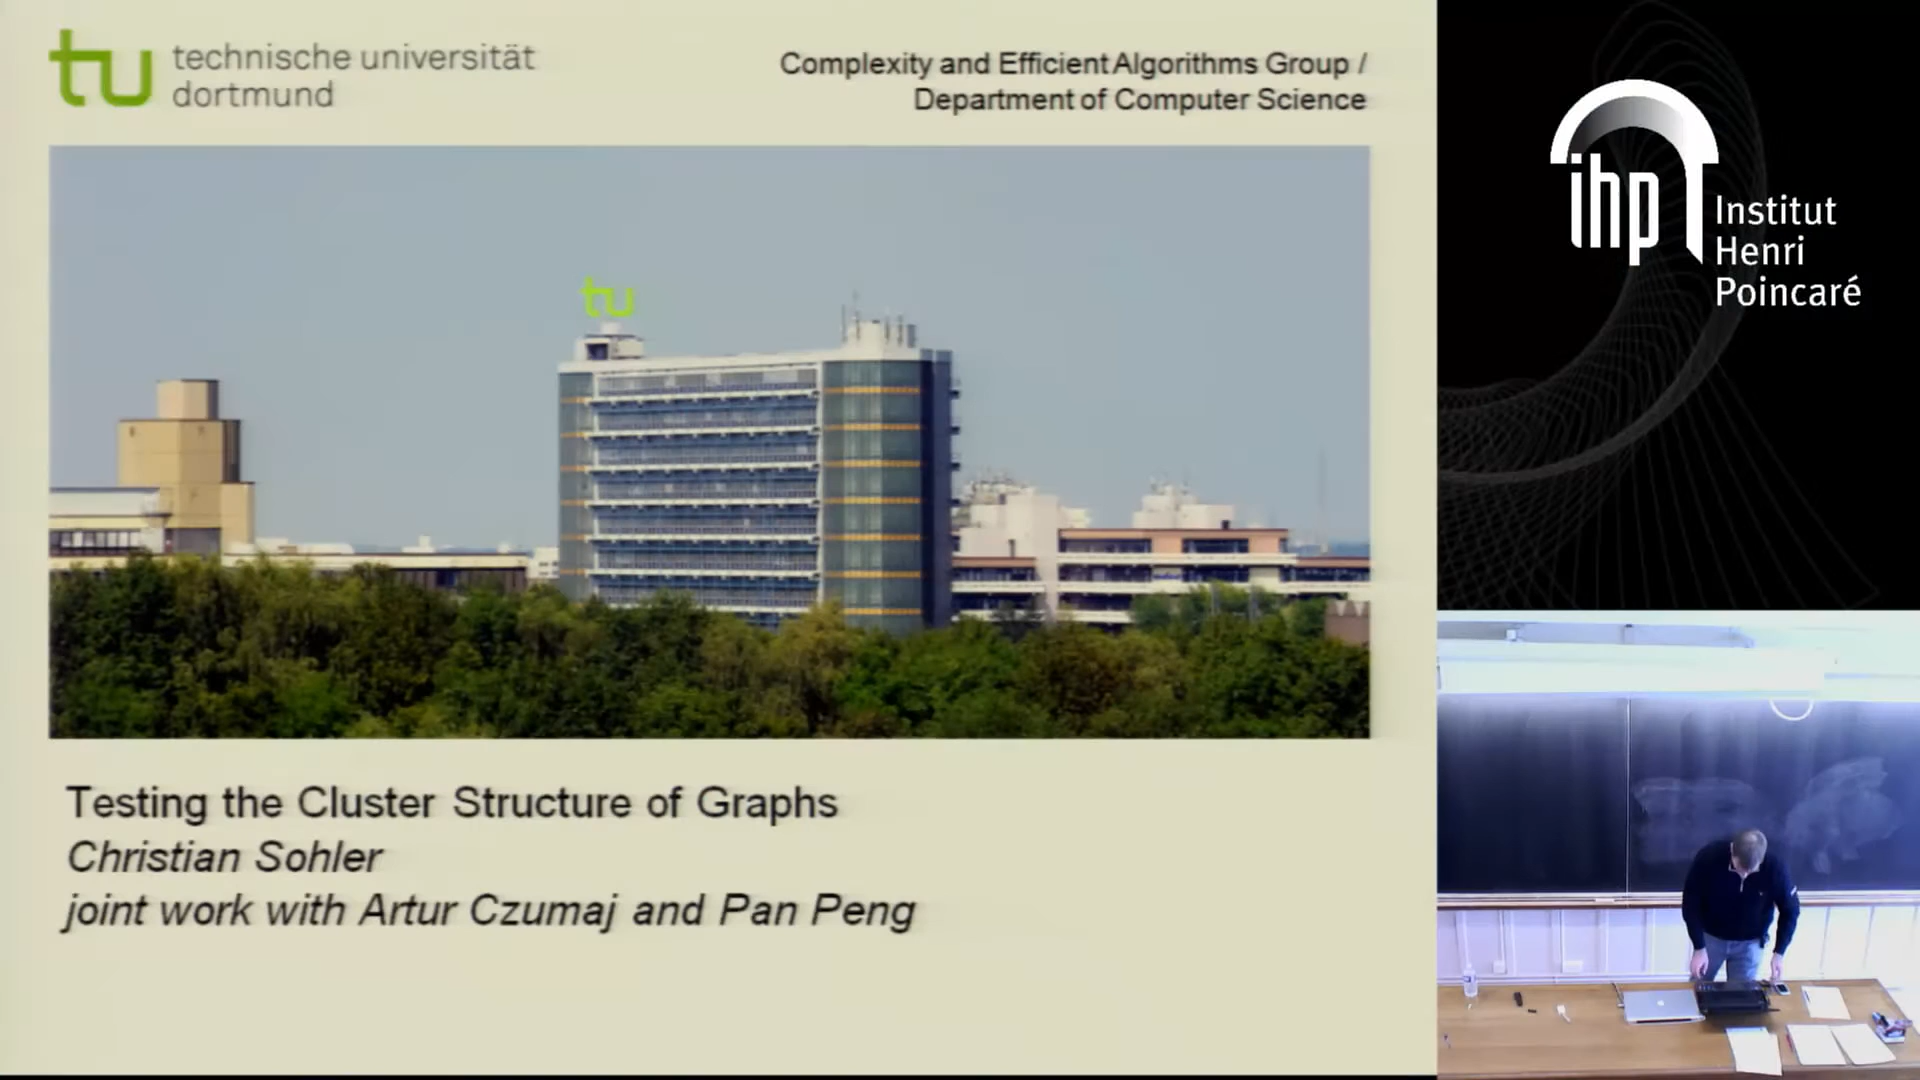 tu technische universität
dortmund
Complexity and Efficient Algorithms Group /
Department of Computer Science
tu
Testing the Cluster Structure of Graphs
Christian Sohler
joint work with Artur Czumaj and Pan Peng
ihp Institut
Henri
Poincaré